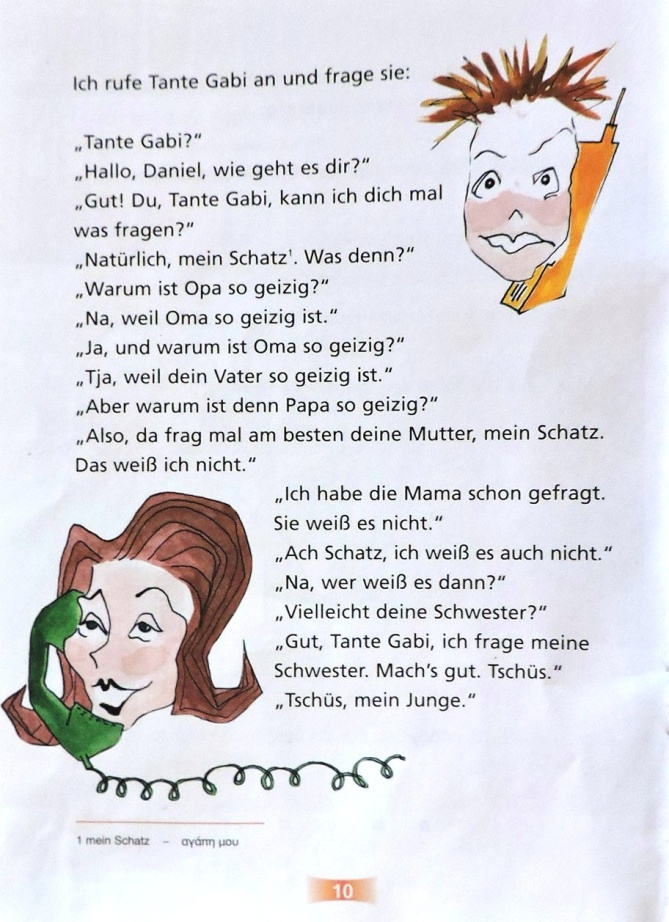 Ich rufe Tante Gabi an und frage sie:
„Tante Gabi?“
„Hallo, Daniel, wie geht es dir?“
„Gut! Du, Tante Gabi, kann ich dich mal
was fragen?“
„Natürlich, mein Schatz¹. Was denn?“
„Warum ist Opa so geizig?“
„Na, weil Oma so geizig ist.“
„Ja, und warum ist Oma so geizig?“
„Tja, weil dein Vater so geizig ist.“
„Aber warum ist denn Papa so geizig?“
„Also, da frag mal am besten deine Mutter, mein Schatz.
Das weiß ich nicht.“
„Ich habe die Mama schon gefragt.
Sie weiß es nicht.“
„Ach Schatz, ich weiß es auch nicht.“
„Na, wer weiß es dann?“
„Vielleicht deine Schwester?“
„Gut, Tante Gabi, ich frage meine
Schwester. Mach’s gut. Tschüs.“
„Tschüs, mein Junge.“
1 mein Schatz – αγάπη μου
10